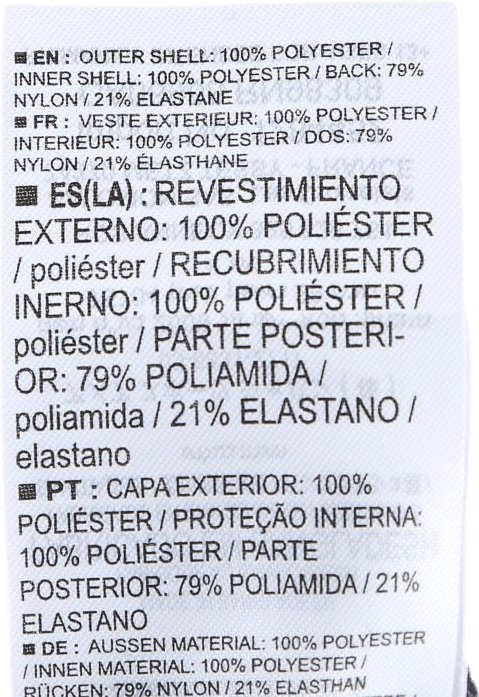 ■ EN : OUTER SHELL: 100% POLYESTER /
INNER SHELL: 100% POLYESTER / BACK: 79%
NYLON / 21% ELASTANE
■ FR : VESTE EXTERIEUR: 100% POLYESTER /
INTERIEUR: 100% POLYESTER / DOS: 79%
NYLON / 21% ÉLASTHANE
■ ES(LA) : REVESTIMIENTO
EXTERNO: 100% POLIÉSTER
/ poliéster / RECUBRIMIENTO
INERNO: 100% POLIÉSTER /
poliéster / PARTE POSTERI-
OR: 79% POLIAMIDA /
poliamida / 21% ELASTANO /
elastano
■ PT : CAPA EXTERIOR: 100%
POLIÉSTER / PROTEÇÃO INTERNA:
100% POLIÉSTER / PARTE
POSTERIOR: 79% POLIAMIDA / 21%
ELASTANO
■ DE : AUSSEN MATERIAL: 100% POLYESTER
/ INNEN MATERIAL: 100% POLYESTER /
RÜCKEN: 79% NYLON / 21% ELASTHAN